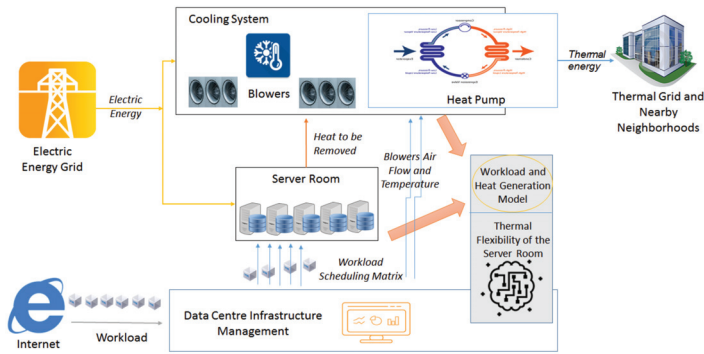 Cooling System
Blowers
Heat Pump
Electric
Energy
Electric
Energy Grid
Thermal
energy
Thermal Grid and
Nearby
Neighborhoods
Heat to be
Removed
Blowers Air
Flow and
Temperature
Server Room
Workload and
Heat Generation
Model
Thermal
Flexibility of the
Server Room
Workload
Scheduling Matrix
Internet
Workload
Data Centre Infrastructure
Management